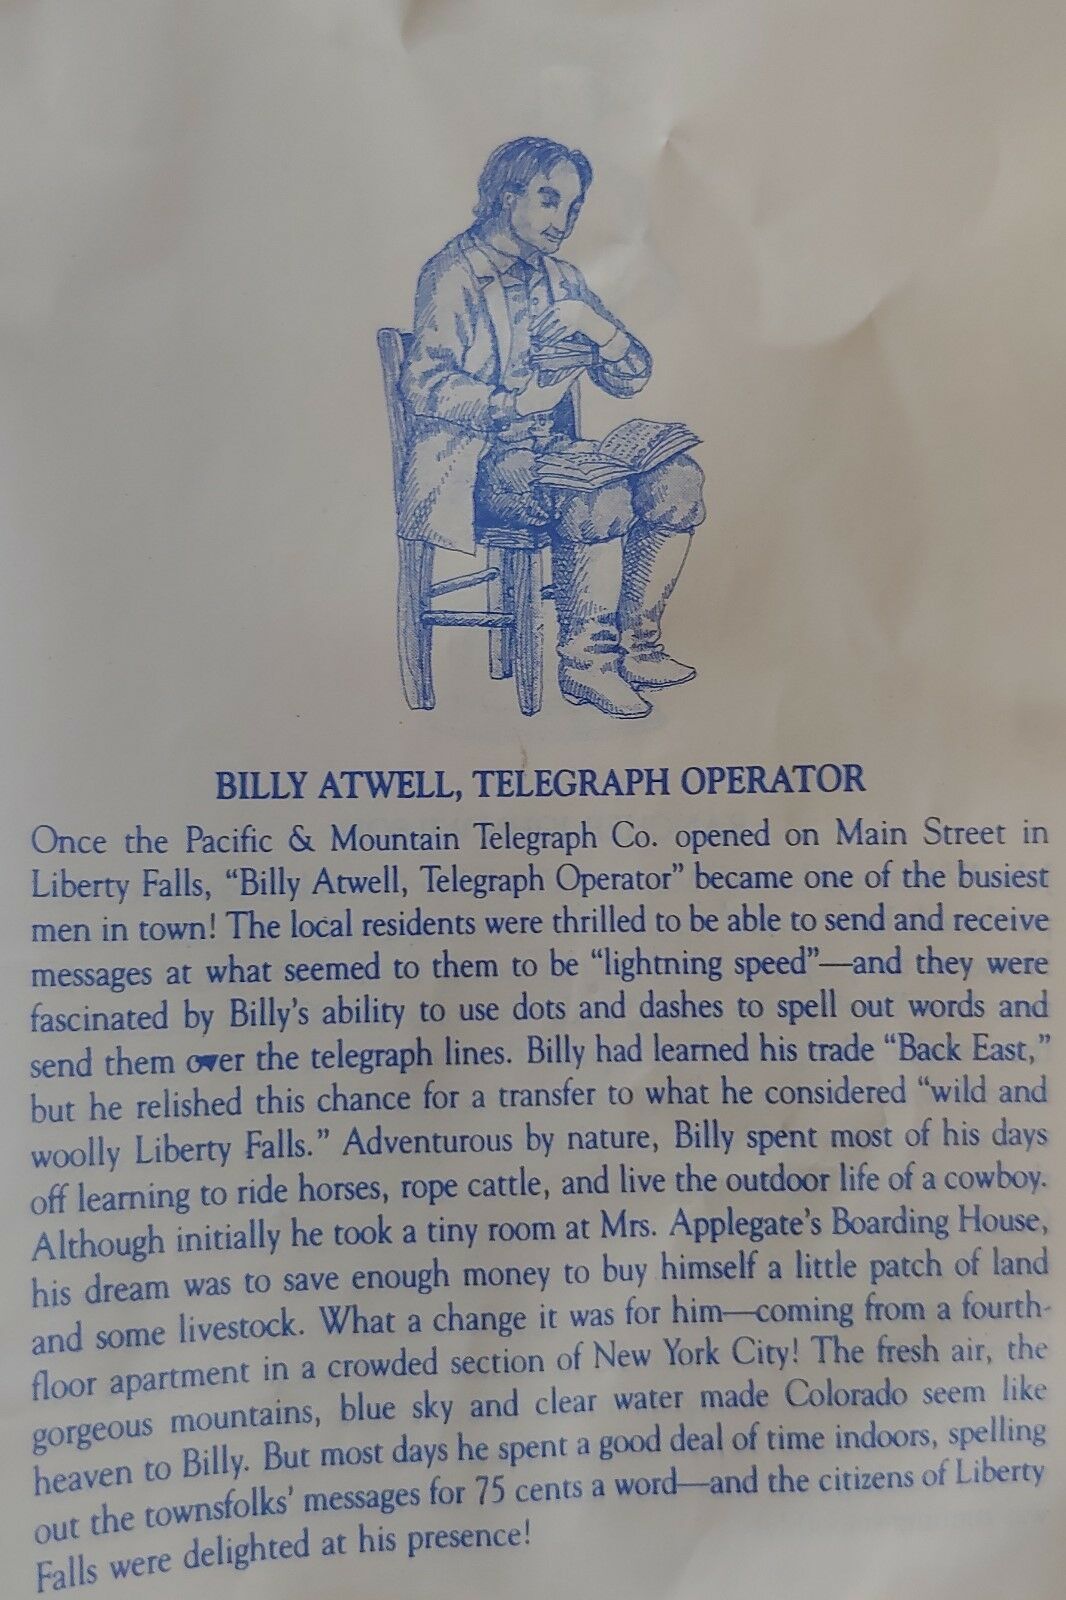 BILLY ATWELL, TELEGRAPH OPERATOR
Once the Pacific & Mountain Telegraph Co. opened on Main Street in
Liberty Falls, “Billy Atwell, Telegraph Operator” became one of the busiest
men in town! The local residents were thrilled to be able to send and receive
messages at what seemed to them to be “lightning speed”—and they were
fascinated by Billy’s ability to use dots and dashes to spell out words and
send them over the telegraph lines. Billy had learned his trade “Back East,”
but he relished this chance for a transfer to what he considered “wild and
woolly Liberty Falls.” Adventurous by nature, Billy spent most of his days
off learning to ride horses, rope cattle, and live the outdoor life of a cowboy.
Although initially he took a tiny room at Mrs. Applegate’s Boarding House,
his dream was to save enough money to buy himself a little patch of land
and some livestock. What a change it was for him—coming from a fourth-
floor apartment in a crowded section of New York City! The fresh air, the
gorgeous mountains, blue sky and clear water made Colorado seem like
heaven to Billy. But most days he spent a good deal of time indoors, spelling
out the townsfolks’ messages for 75 cents a word—and the citizens of Liberty
Falls were delighted at his presence!